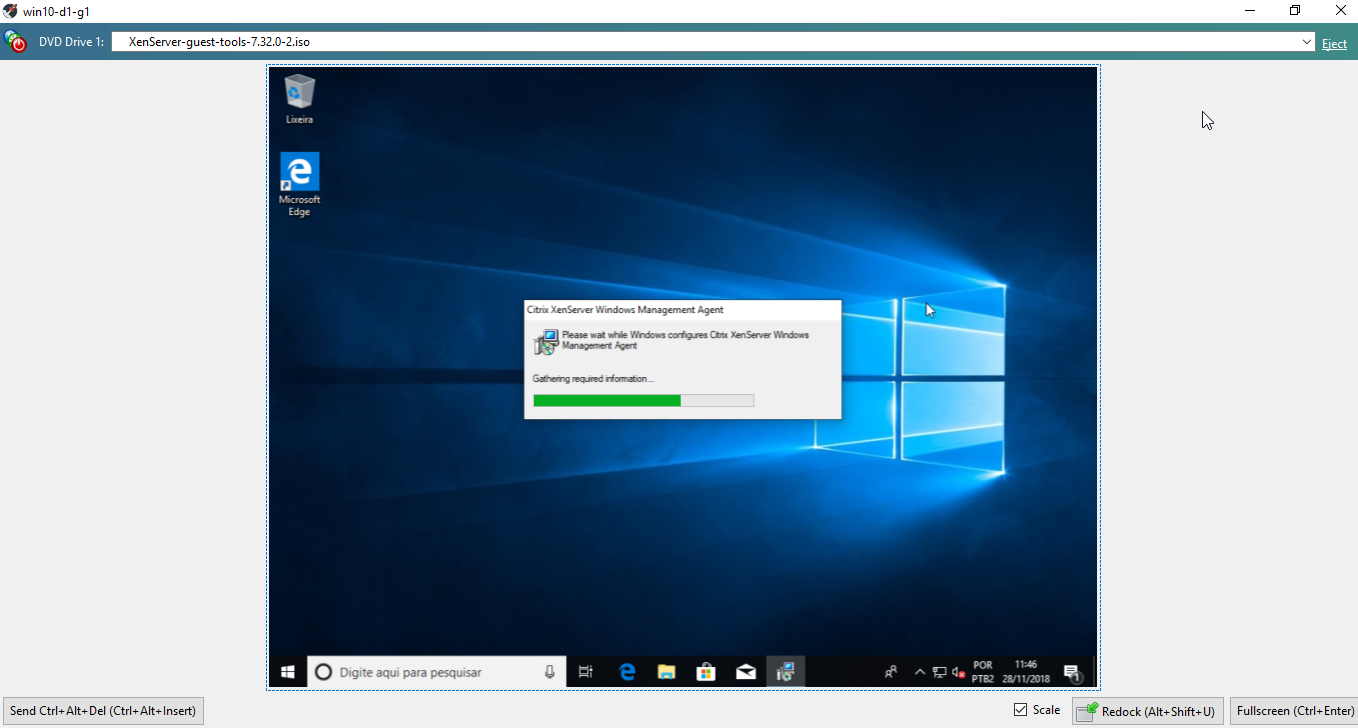 win10-d1-g1
DVD Drive 1:
XenServer-guest-tools-7.32.0-2.iso
Eject
Lixeira
Microsoft
Edge
Citrix XenServer Windows Management Agent
Please wait while Windows configures Citrix XenServer Windows
Management Agent
Gathering required information...
Digite aqui para pesquisar
POR
PTB2
11:46
28/11/2018
1
Send Ctrl+Alt+Del (Ctrl+Alt+Insert)
Scale
Redock (Alt+Shift+U)
Fullscreen (Ctrl+Enter)